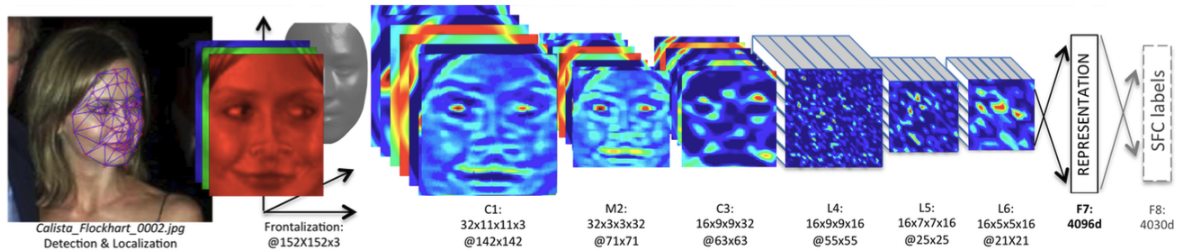 Calista_Flockhart_0002.jpg
Detection & Localization
Frontalization:
@152X152x3
C1:
32x11x11x3
@142x142
M2:
32x3x3x32
@71x71
C3:
16x9x9x32
@63x63
L4:
16x9x9x16
@55x55
L5:
16x7x7x16
@25x25
L6:
16x5x5x16
@21X21
REPRESENTATION
F7:
4096d
SFC labels
F8:
4030d